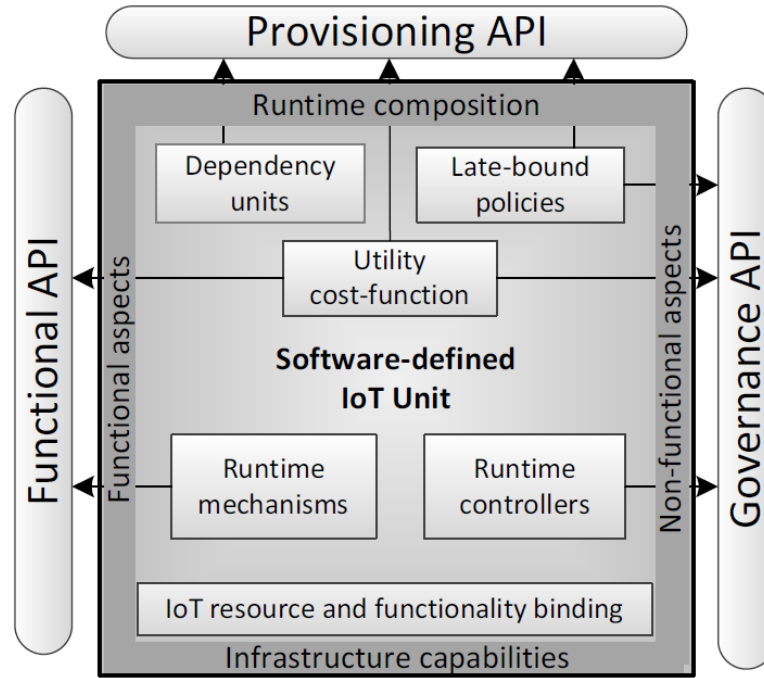 Provisioning API
Runtime composition
Dependency
units
Late-bound
policies
Utility
cost-function
Functional API
Functional aspects
Software-defined
IoT Unit
Non-functional aspects
Governance API
Runtime
mechanisms
Runtime
controllers
IoT resource and functionality binding
Infrastructure capabilities